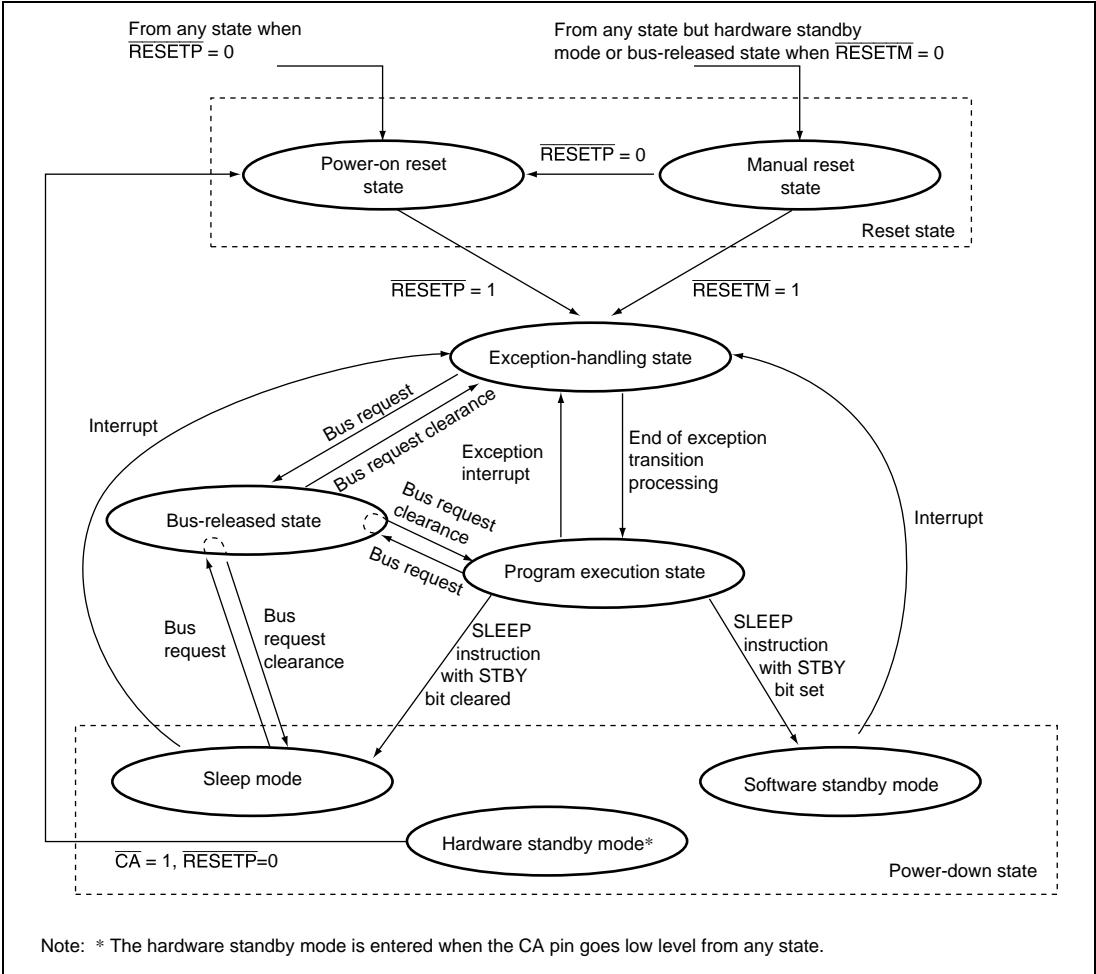 From any state when
RESETP = 0
From any state but hardware standby
mode or bus-released state when RESETM = 0
Power-on reset
state
RESETP = 0
Manual reset
state
Reset state
RESETP = 1
RESETM = 1
Exception-handling state
Interrupt
Bus request
Bus request clearance
Exception
interrupt
End of exception
transition
processing
Interrupt
Bus-released state
Bus request
clearance
Bus request
Program execution state
Bus
request
Bus
request
clearance
SLEEP
instruction
with STBY
bit cleared
SLEEP
instruction
with STBY
bit set
Sleep mode
Software standby mode
Hardware standby mode*
CA = 1, RESETP=0
Power-down state
Note: * The hardware standby mode is entered when the CA pin goes low level from any state.